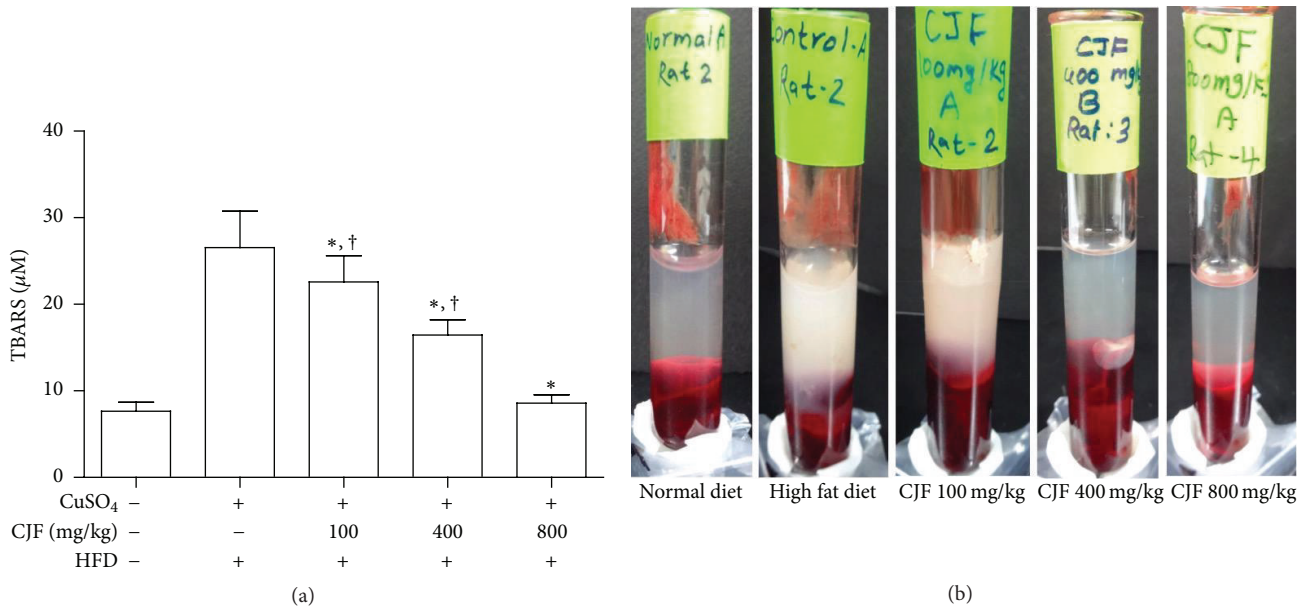 40
30
20
10
0
TBARS (μM)
*, †
*, †
*
CuSO₄ − + + + +
CJF (mg/kg) − − 100 400 800
HFD − + + + +
(a)
Normal A
Rat 2
Control-A
Rat-2
CJF
100mg/kg
A
Rat-2
CJF
400 mg/k
B
Rat:3
CJF
800mg/k
A
Rat-4
Normal diet
High fat diet
CJF 100 mg/kg
CJF 400 mg/kg
CJF 800 mg/kg
(b)